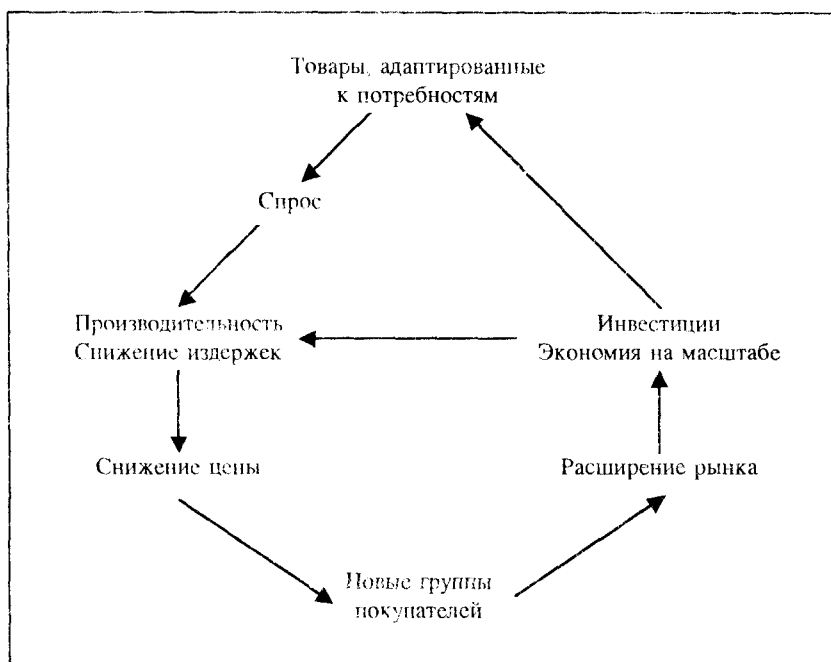 Товары, адаптированные
к потребностям
Спрос
Производительность
Снижение издержек
Инвестиции
Экономия на масштабе
Снижение цены
Расширение рынка
Новые группы
покупателей